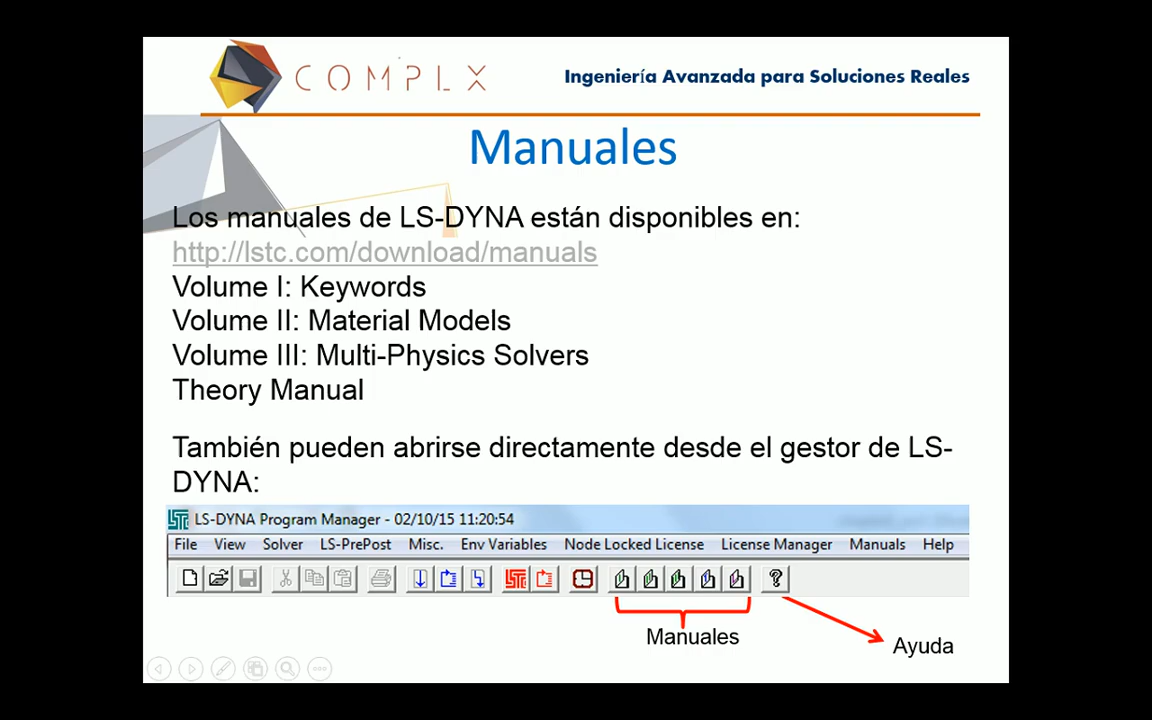 COMPLX
Ingeniería Avanzada para Soluciones Reales
Manuales
Los manuales de LS-DYNA están disponibles en:
http://lstc.com/download/manuals
Volume I: Keywords
Volume II: Material Models
Volume III: Multi-Physics Solvers
Theory Manual
También pueden abrirse directamente desde el gestor de LS-
DYNA:
LS-DYNA Program Manager - 02/10/15 11:20:54
File View Solver LS-PrePost Misc. Env Variables Node Locked License License Manager Manuals Help
Manuales
Ayuda